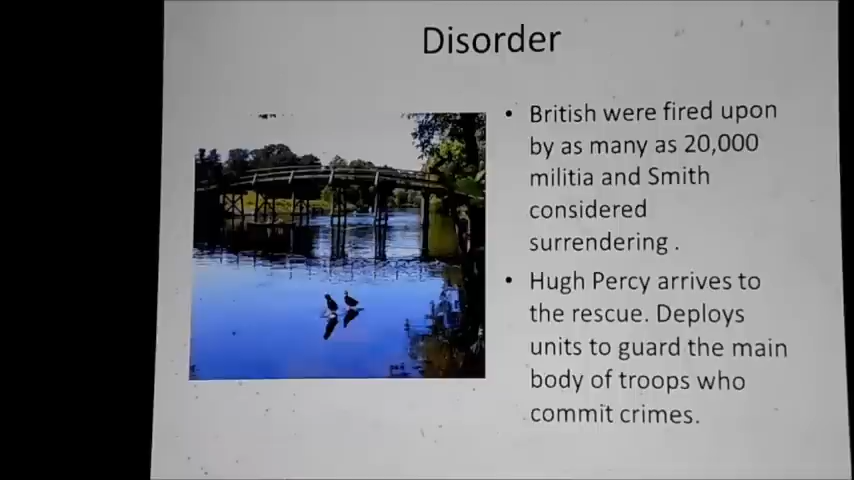 Disorder
• British were fired upon
by as many as 20,000
militia and Smith
considered
surrendering .
• Hugh Percy arrives to
the rescue. Deploys
units to guard the main
body of troops who
commit crimes.